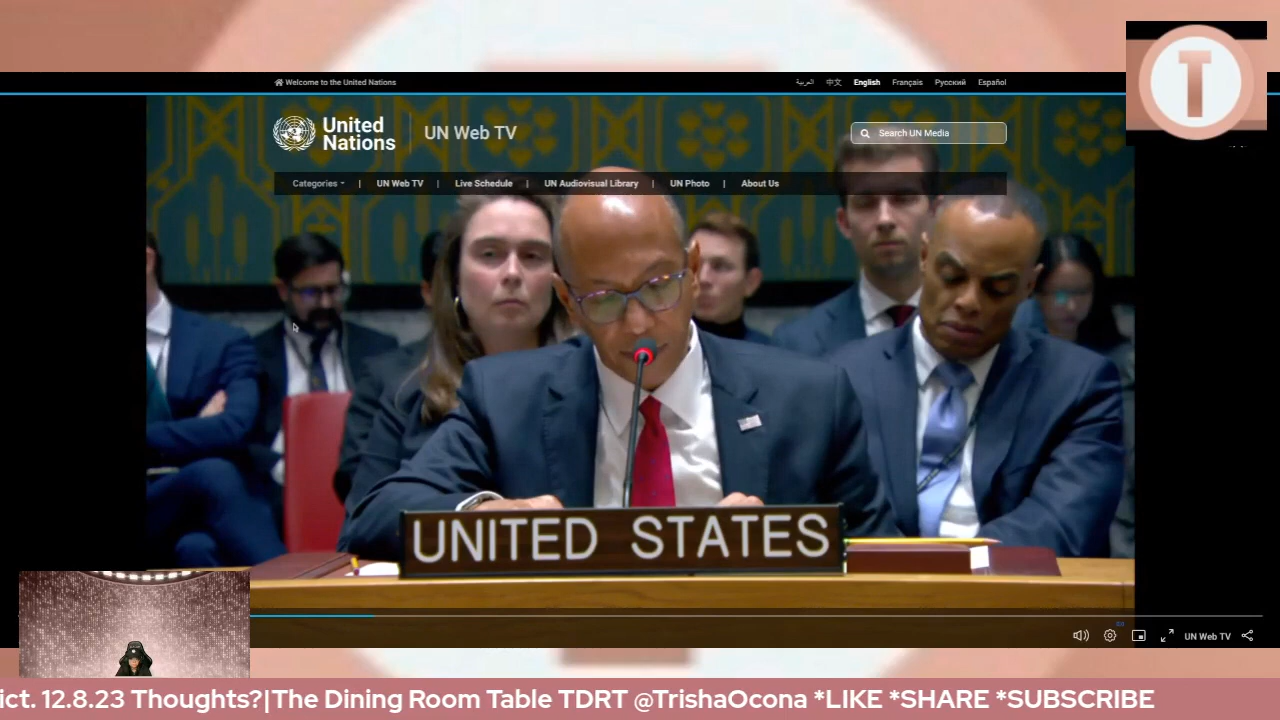 Welcome to the United Nations
العربية 中文 English Français Русский Español
T
United
Nations
UN Web TV
Search UN Media
Categories | UN Web TV | Live Schedule | UN Audiovisual Library | UN Photo | About Us
UNITED STATES
UN Web TV
ict. 12.8.23 Thoughts?|The Dining Room Table TDRT @TrishaOcona *LIKE *SHARE *SUBSCRIBE